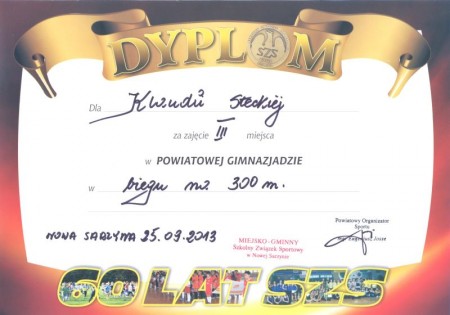 DYPLOM
SZS
Dla Klaudii Steckiej
za zajęcie III miejsca
w POWIATOWEJ GIMNAZJADZIE
w biegu na 300 m.
NOWA SARZYNA 25.09.2013
MIEJSKO-GMINNY
Szkolny Związek Sportowy
w Nowej Sarzynie
Powiatowy Organizator
Sportu
60 LAT SZS